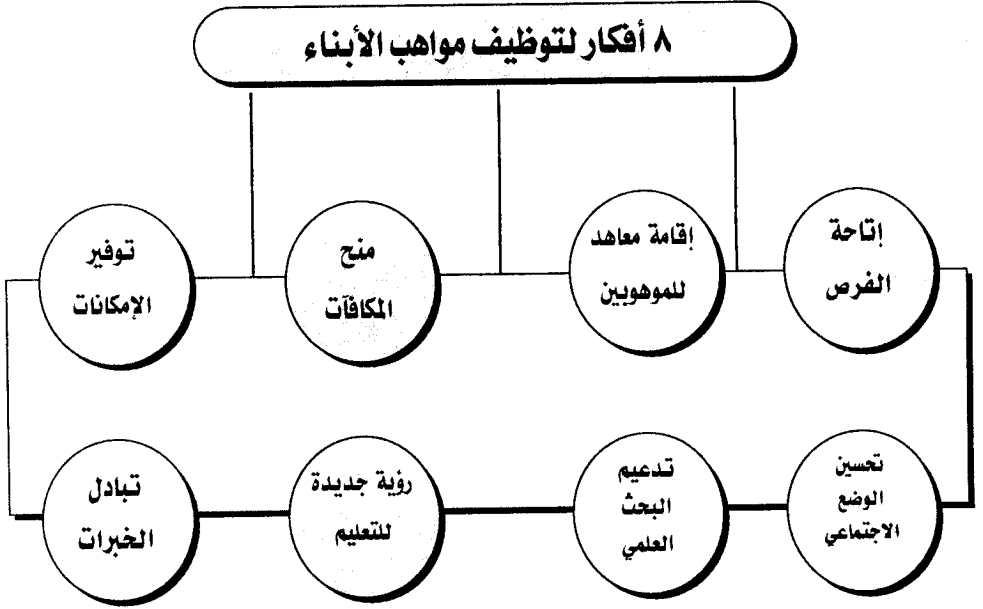 ٨ أفكار لتوظيف مواهب الأبناء
إتاحة
الفرص
إقامة معاهد
للموهوبين
منح
المكافآت
توفير
الإمكانات
تحسين
الوضع
الاجتماعي
تدعيم
البحث
العلمي
رؤية جديدة
للتعليم
تبادل
الخبرات